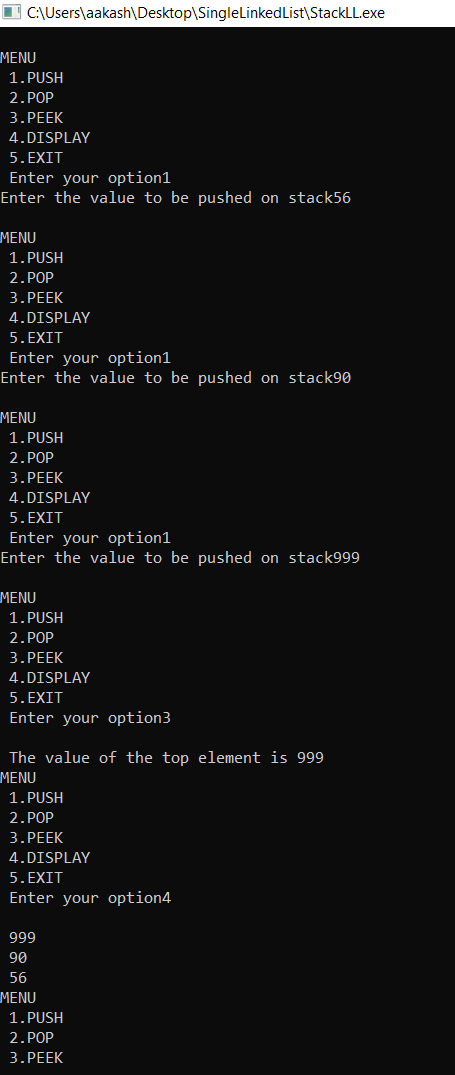 C:\Users\aakash\Desktop\SingleLinkedList\StackLL.exe
MENU
1.PUSH
2.POP
3.PEEK
4.DISPLAY
5.EXIT
Enter your option1
Enter the value to be pushed on stack56
MENU
1.PUSH
2.POP
3.PEEK
4.DISPLAY
5.EXIT
Enter your option1
Enter the value to be pushed on stack90
MENU
1.PUSH
2.POP
3.PEEK
4.DISPLAY
5.EXIT
Enter your option1
Enter the value to be pushed on stack999
MENU
1.PUSH
2.POP
3.PEEK
4.DISPLAY
5.EXIT
Enter your option3
The value of the top element is 999
MENU
1.PUSH
2.POP
3.PEEK
4.DISPLAY
5.EXIT
Enter your option4
999
90
56
MENU
1.PUSH
2.POP
3.PEEK